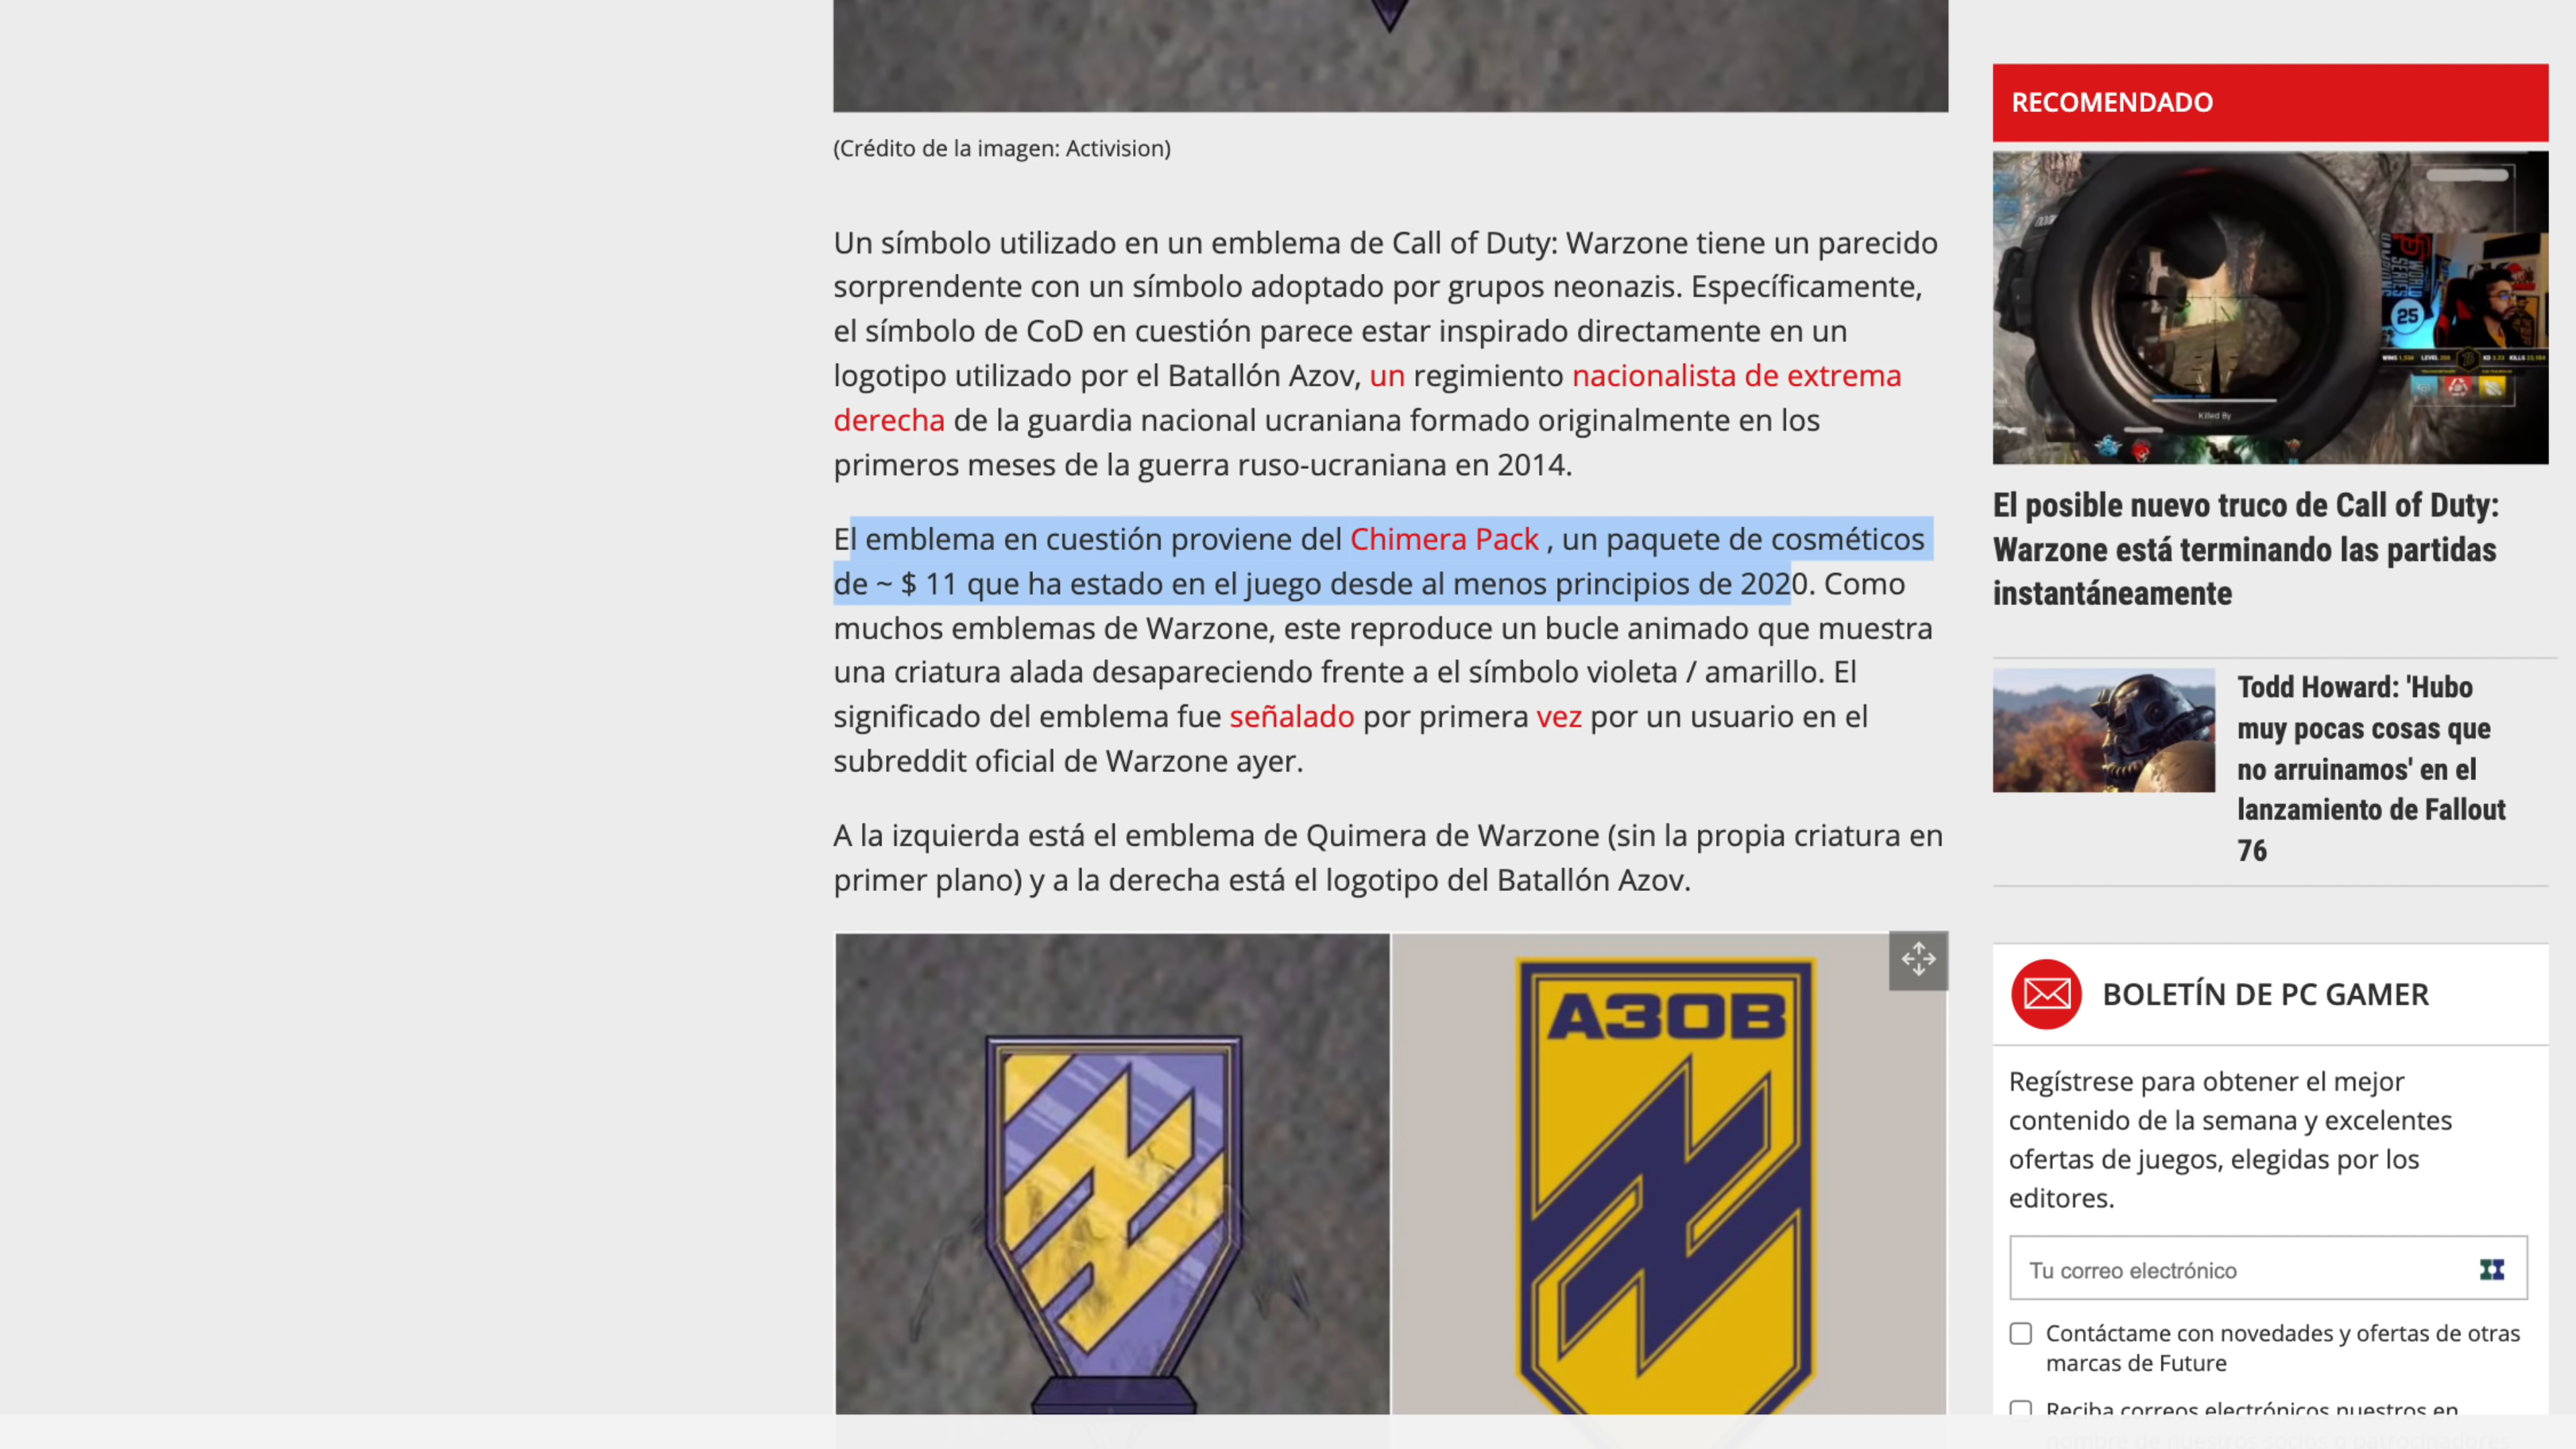 (Crédito de la imagen: Activision)
Un símbolo utilizado en un emblema de Call of Duty: Warzone tiene un parecido
sorprendente con un símbolo adoptado por grupos neonazis. Específicamente,
el símbolo de CoD en cuestión parece estar inspirado directamente en un
logotipo utilizado por el Batallón Azov, un regimiento nacionalista de extrema
derecha de la guardia nacional ucraniana formado originalmente en los
primeros meses de la guerra ruso-ucraniana en 2014.
El emblema en cuestión proviene del Chimera Pack , un paquete de cosméticos
de ~ $ 11 que ha estado en el juego desde al menos principios de 2020. Como
muchos emblemas de Warzone, este reproduce un bucle animado que muestra
una criatura alada desapareciendo frente a el símbolo violeta / amarillo. El
significado del emblema fue señalado por primera vez por un usuario en el
subreddit oficial de Warzone ayer.
A la izquierda está el emblema de Quimera de Warzone (sin la propia criatura en
primer plano) y a la derecha está el logotipo del Batallón Azov.
АЗОВ
RECOMENDADO
25
Killed By
El posible nuevo truco de Call of Duty:
Warzone está terminando las partidas
instantáneamente
Todd Howard: 'Hubo
muy pocas cosas que
no arruinamos' en el
lanzamiento de Fallout
76
BOLETÍN DE PC GAMER
Regístrese para obtener el mejor
contenido de la semana y excelentes
ofertas de juegos, elegidas por los
editores.
Tu correo electrónico
Contáctame con novedades y ofertas de otras
marcas de Future
Reciba correos electrónicos nuestros en